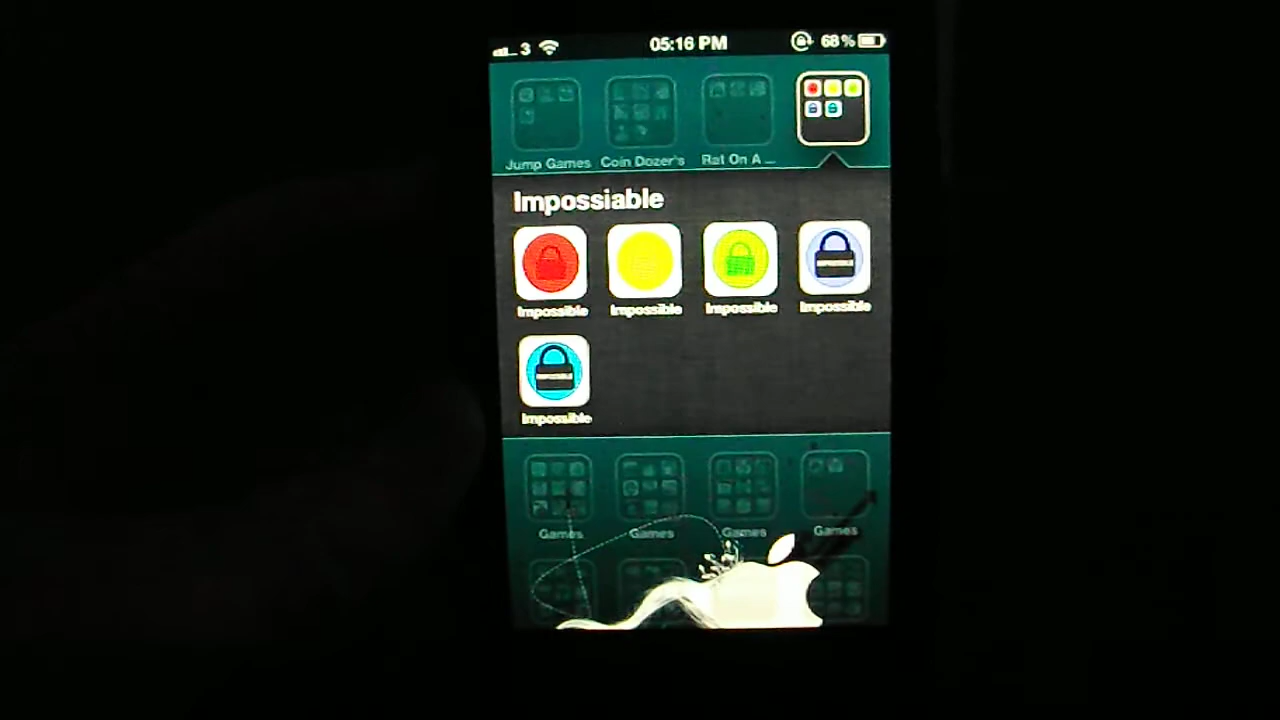 3 05:16 PM 68%
Jump Games Coin Dozer's Rat On A ...
Impossiable
Impossible Impossible Impossible Impossible
Impossible
Games Games Games Games